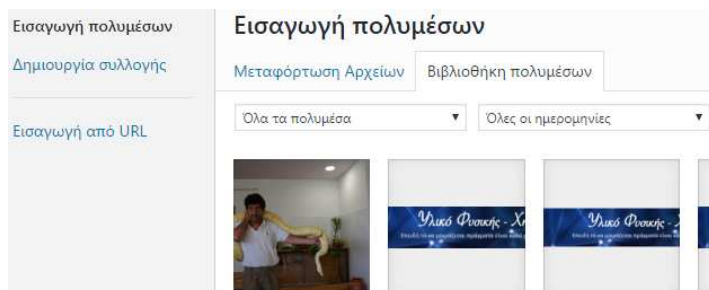 Εισαγωγή πολυμέσων
Δημιουργία συλλογής
Εισαγωγή από URL
Εισαγωγή πολυμέσων
Μεταφόρτωση Αρχείων Βιβλιοθήκη πολυμέσων
Όλα τα πολυμέσα Όλες οι ημερομηνίες
Υλικό Φυσικής - Χη
Υλικό Φυσικής - Χ